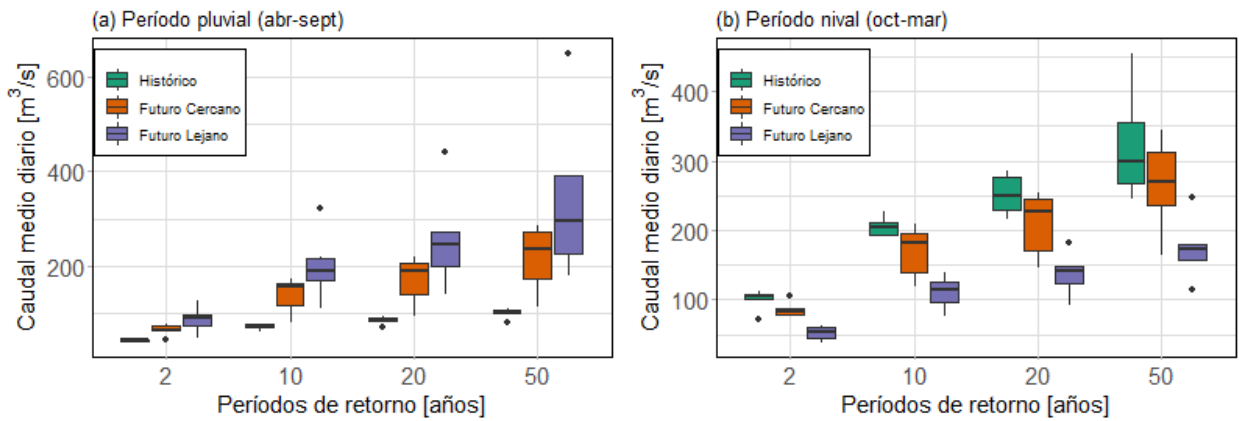 (a) Período pluvial (abr-sept)
Caudal medio diario [m³/s]
600
400
200
Histórico
Futuro Cercano
Futuro Lejano
2 10 20 50
Períodos de retorno [años]
(b) Período nival (oct-mar)
Caudal medio diario [m³/s]
400
300
200
100
Histórico
Futuro Cercano
Futuro Lejano
2 10 20 50
Períodos de retorno [años]